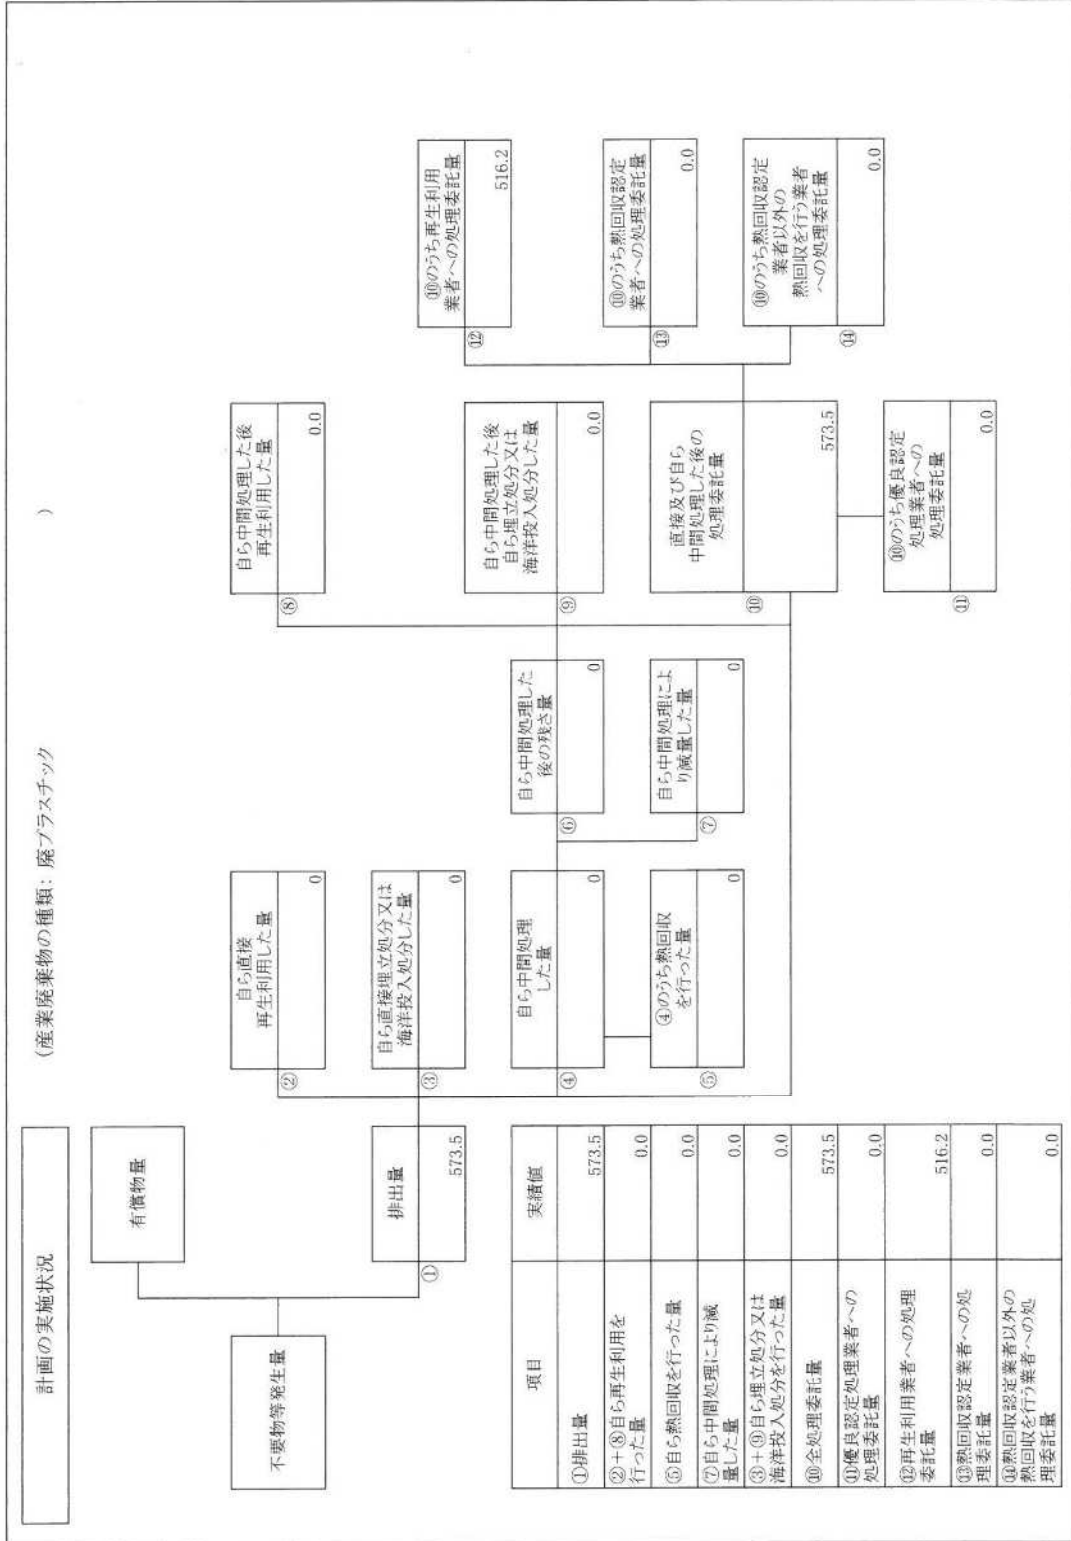 計画の実施状況
(産業廃棄物の種類: 廃プラスチック
)
不要物等発生量
有償物量
排出量
①
573.5
自ら直接
再生利用した量
②
0
自ら直接埋立処分又は
海洋投入処分した量
③
0
自ら中間処理
した量
④
0
④のうち熱回収
を行った量
⑤
0
自ら中間処理した
後の残さ量
⑥
0
自ら中間処理によ
り減量した量
⑦
0
自ら中間処理した後
再生利用した量
⑧
0.0
自ら中間処理した後
自ら埋立処分又は
海洋投入処分した量
⑨
0.0
直接及び自ら
中間処理した後の
処理委託量
⑩
573.5
⑩のうち優良認定
処理業者への
処理委託量
⑪
0.0
⑩のうち再生利用
業者への処理委託量
⑫
516.2
⑩のうち熱回収認定
業者への処理委託量
⑬
0.0
⑩のうち熱回収認定
業者以外の
熱回収を行う業者
への処理委託量
⑭
0.0
項目
実績値
①排出量
573.5
②+⑧自ら再生利用を
行った量
0.0
⑤自ら熱回収を行った量
0.0
⑦自ら中間処理により減
量した量
0.0
③+⑨自ら埋立処分又は
海洋投入処分を行った量
0.0
⑩全処理委託量
573.5
⑪優良認定処理業者への
処理委託量
0.0
⑫再生利用業者への処理
委託量
516.2
⑬熱回収認定業者への処
理委託量
0.0
⑭熱回収認定業者以外の
熱回収を行う業者への処
理委託量
0.0